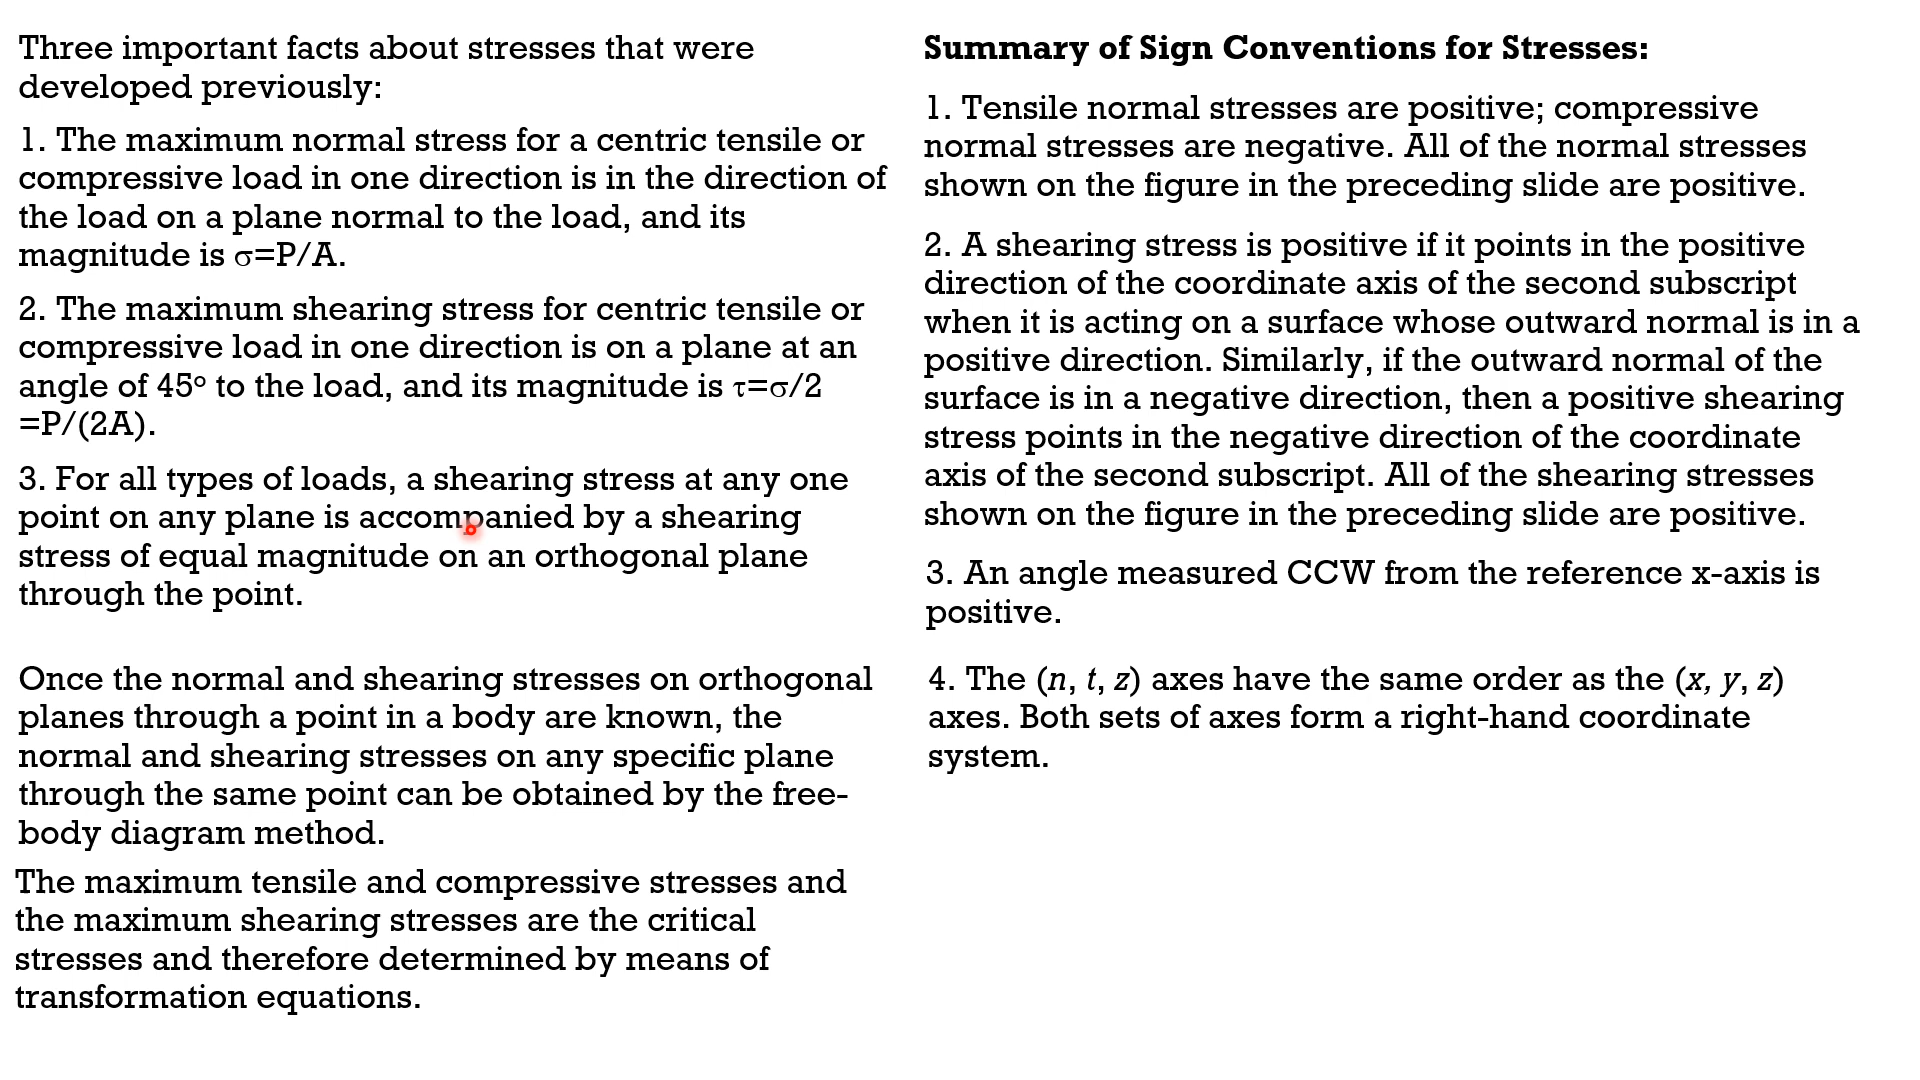 Three important facts about stresses that were
developed previously:
1. The maximum normal stress for a centric tensile or
compressive load in one direction is in the direction of
the load on a plane normal to the load, and its
magnitude is σ=P/A.
2. The maximum shearing stress for centric tensile or
compressive load in one direction is on a plane at an
angle of 45º to the load, and its magnitude is τ=σ/2
=P/(2A).
3. For all types of loads, a shearing stress at any one
point on any plane is accompanied by a shearing
stress of equal magnitude on an orthogonal plane
through the point.
Once the normal and shearing stresses on orthogonal
planes through a point in a body are known, the
normal and shearing stresses on any specific plane
through the same point can be obtained by the free-
body diagram method.
The maximum tensile and compressive stresses and
the maximum shearing stresses are the critical
stresses and therefore determined by means of
transformation equations.
Summary of Sign Conventions for Stresses:
1. Tensile normal stresses are positive; compressive
normal stresses are negative. All of the normal stresses
shown on the figure in the preceding slide are positive.
2. A shearing stress is positive if it points in the positive
direction of the coordinate axis of the second subscript
when it is acting on a surface whose outward normal is in a
positive direction. Similarly, if the outward normal of the
surface is in a negative direction, then a positive shearing
stress points in the negative direction of the coordinate
axis of the second subscript. All of the shearing stresses
shown on the figure in the preceding slide are positive.
3. An angle measured CCW from the reference x-axis is
positive.
4. The (n, t, z) axes have the same order as the (x, y, z)
axes. Both sets of axes form a right-hand coordinate
system.